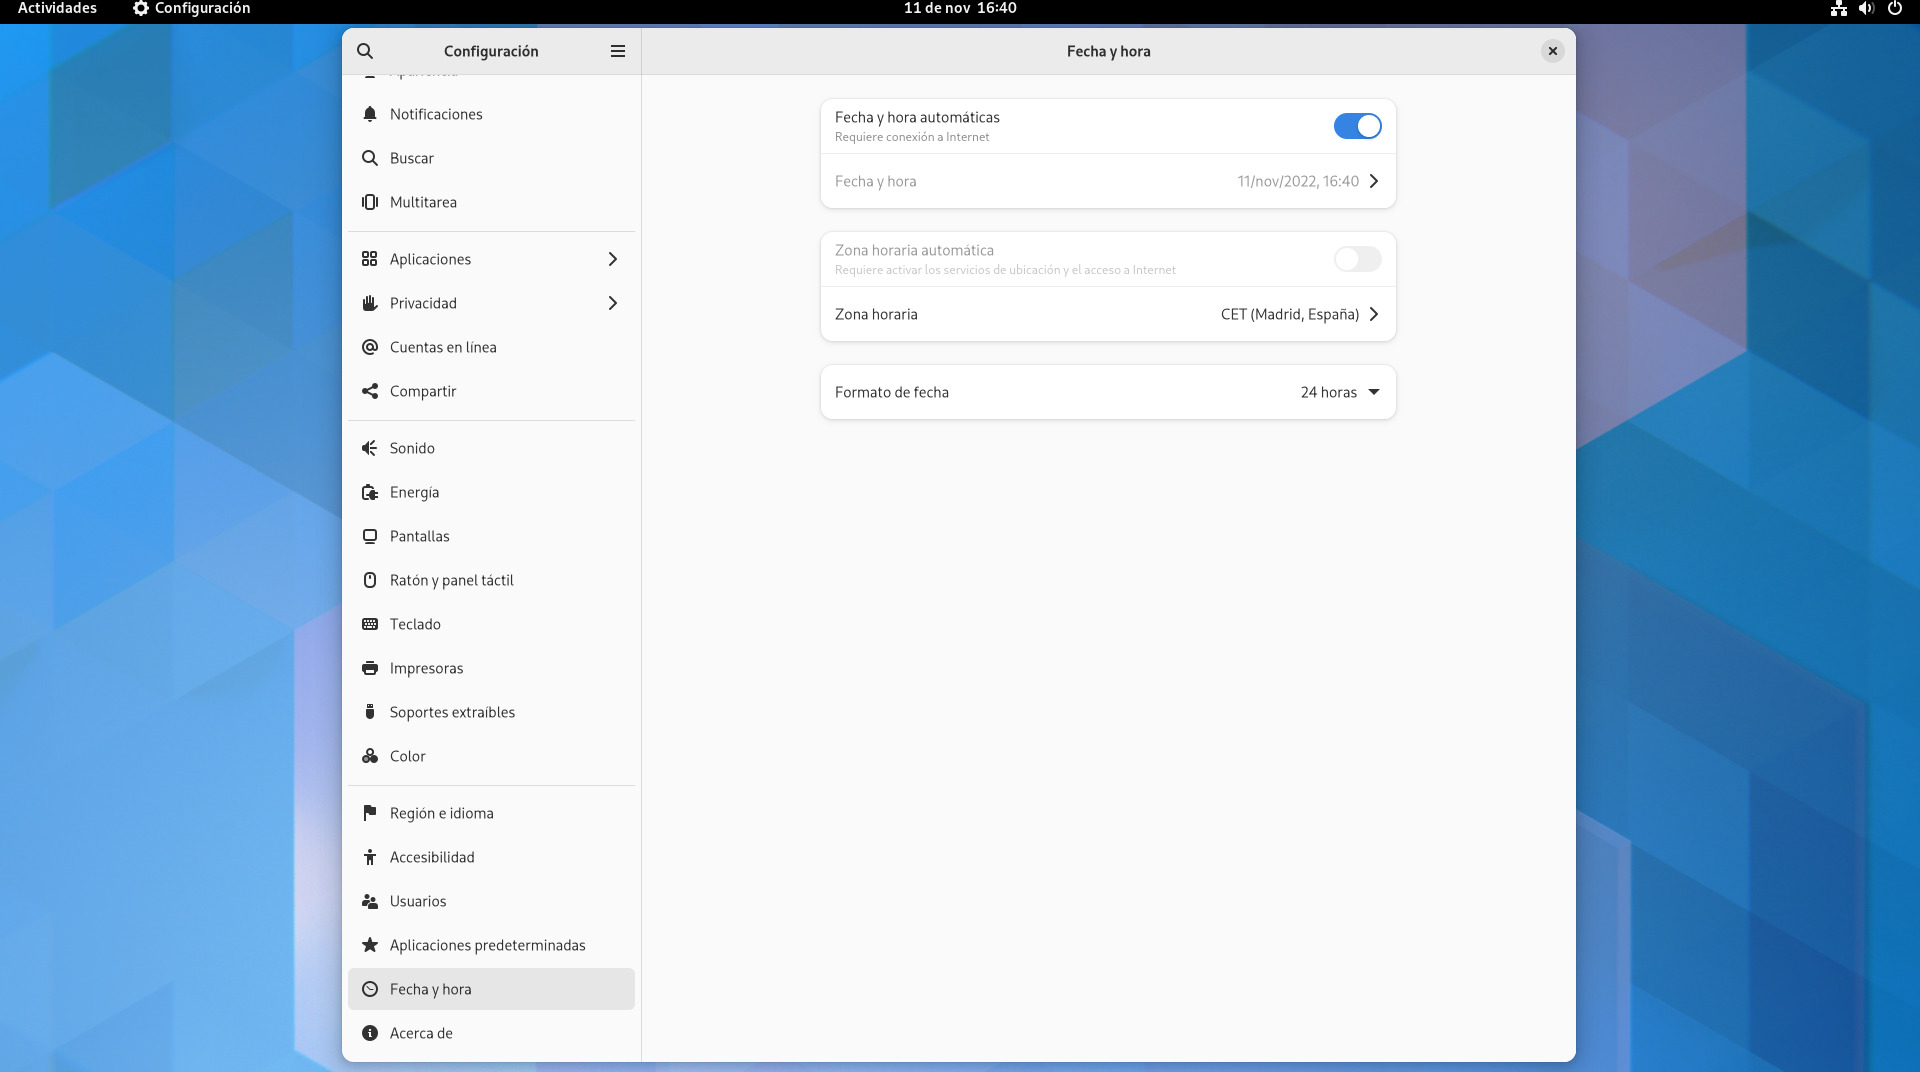 Actividades
Configuración
11 de nov 16:40
Configuración
Fecha y hora
Notificaciones
Buscar
Multitarea
Aplicaciones
Privacidad
Cuentas en línea
Compartir
Sonido
Energía
Pantallas
Ratón y panel táctil
Teclado
Impresoras
Soportes extraíbles
Color
Región e idioma
Accesibilidad
Usuarios
Aplicaciones predeterminadas
Fecha y hora
Acerca de
Fecha y hora automáticas
Requiere conexión a Internet
Fecha y hora 11/nov/2022, 16:40
Zona horaria automática
Requiere activar los servicios de ubicación y el acceso a Internet
Zona horaria CET (Madrid, España)
Formato de fecha 24 horas